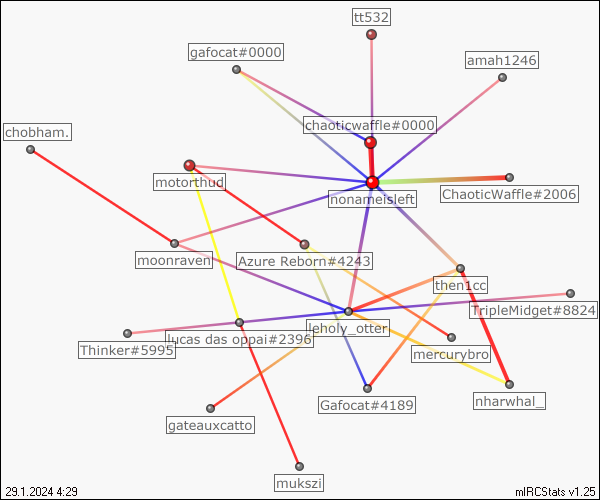 tt532
gafocat#0000
amah1246
chaoticwaffle#0000
chobham.
motorthud
nonameisleft
ChaoticWaffle#2006
moonraven
Azure Reborn#4243
then1cc
TripleMidget#8824
leholy_otter
lucas das oppai#2396
Thinker#5995
mercurybro
Gafocat#4189
nharwhal_
gateauxcatto
mukszi
29.1.2024 4:29
mIRCStats v1.25